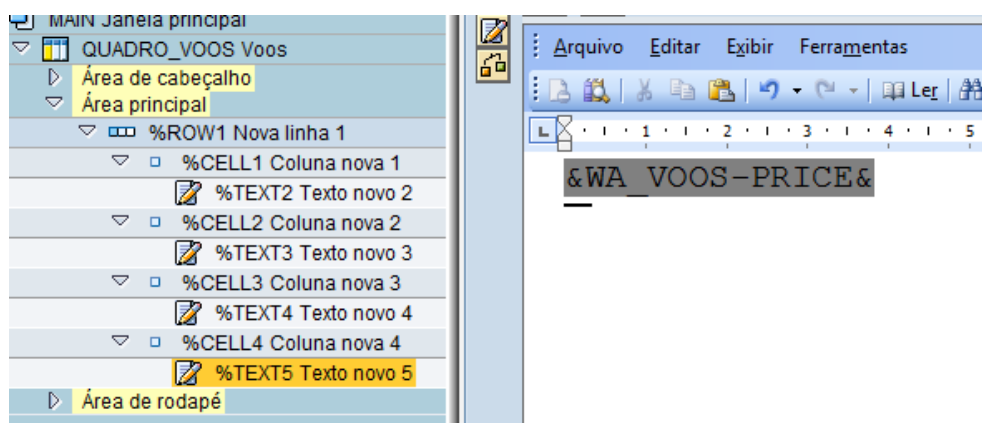 MAIN Janela principal
QUADRO_VOOS Voos
Área de cabeçalho
Área principal
%ROW1 Nova linha 1
%CELL1 Coluna nova 1
%TEXT2 Texto novo 2
%CELL2 Coluna nova 2
%TEXT3 Texto novo 3
%CELL3 Coluna nova 3
%TEXT4 Texto novo 4
%CELL4 Coluna nova 4
%TEXT5 Texto novo 5
Área de rodapé
Arquivo Editar Exibir Ferramentas
Ler
1 2 3 4 5
&WA_VOOS-PRICE&